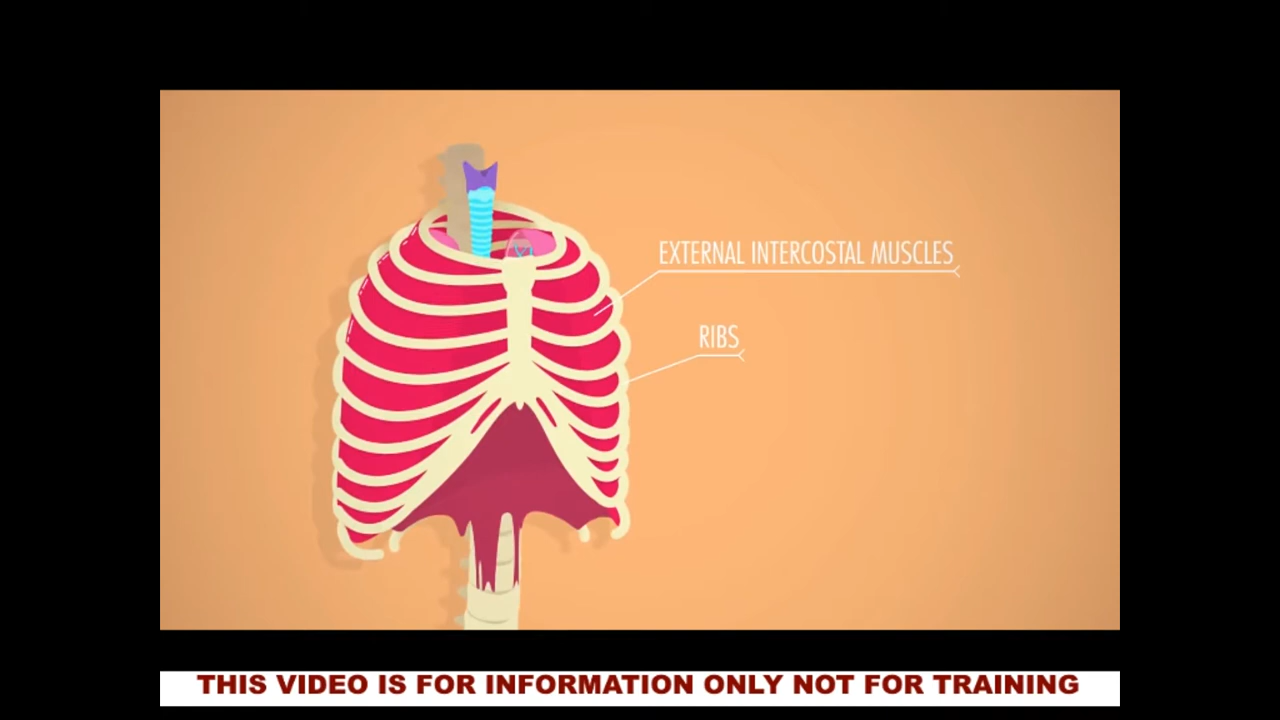 EXTERNAL INTERCOSTAL MUSCLES
RIBS
THIS VIDEO IS FOR INFORMATION ONLY NOT FOR TRAINING